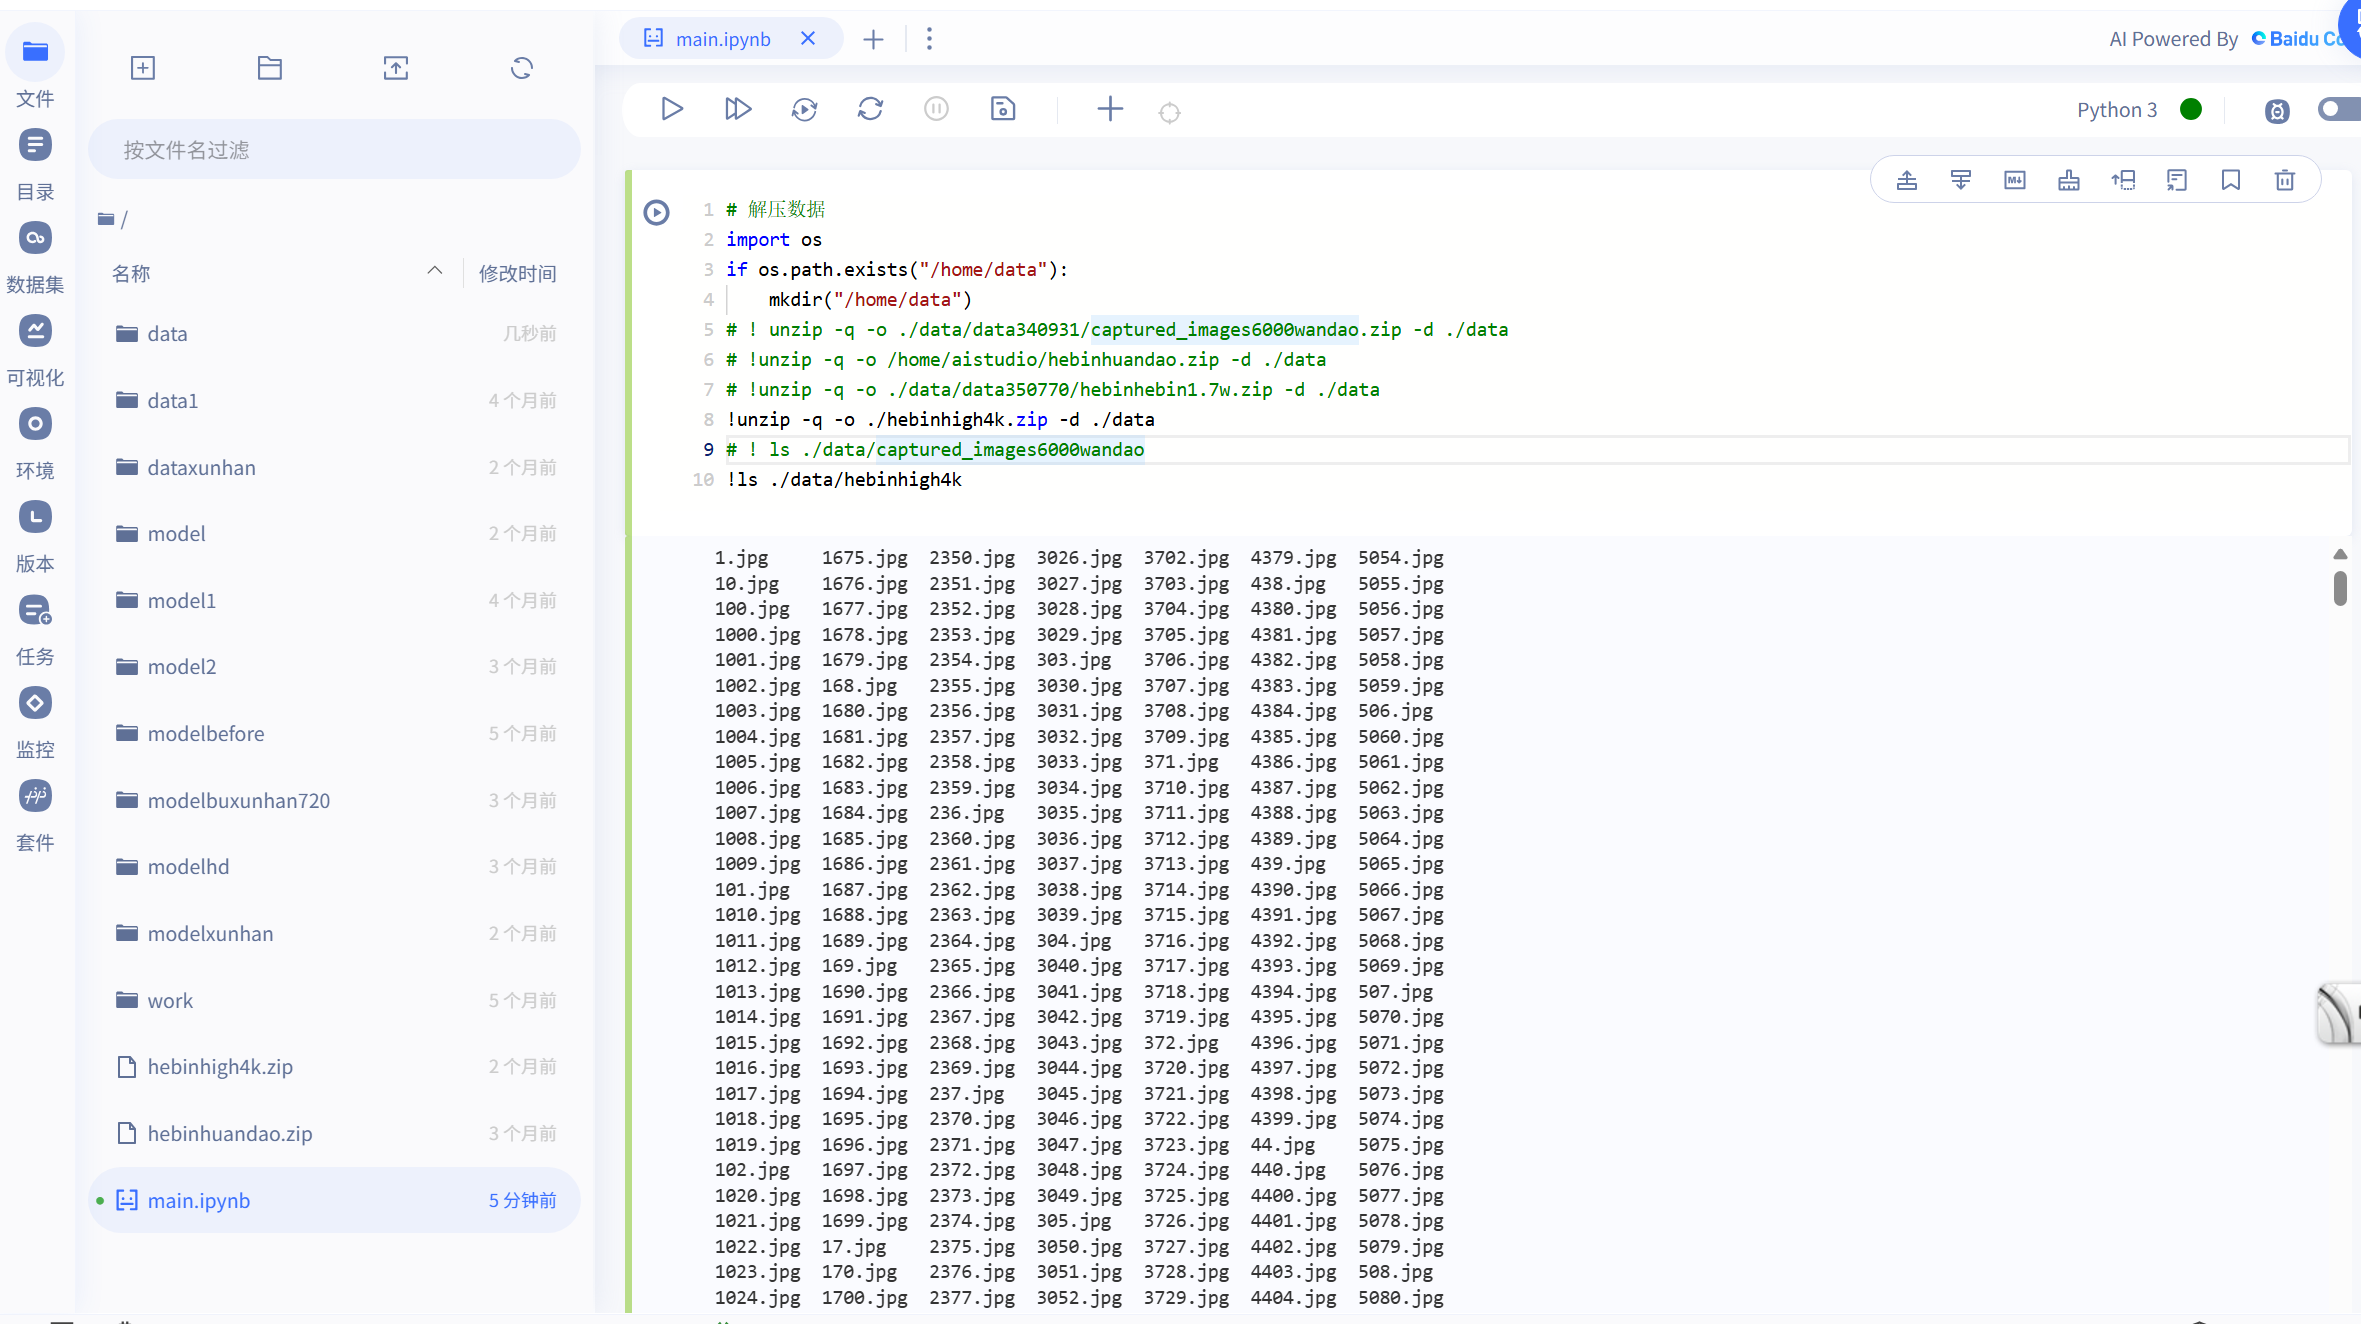 文件
目录
数据集
可视化
环境
版本
任务
监控
套件
按文件名过滤
/
名称 修改时间
data 几秒前
data1 4 个月前
dataxunhan 2 个月前
model 2 个月前
model1 4 个月前
model2 3 个月前
modelbefore 5 个月前
modelbuxunhan720 3 个月前
modelhd 3 个月前
modelxunhan 2 个月前
work 5 个月前
hebinhigh4k.zip 2 个月前
hebinhuandao.zip 3 个月前
main.ipynb 5 分钟前
main.ipynb
AI Powered By Baidu
Python 3
1 # 解压数据
2 import os
3 if os.path.exists("/home/data"):
4 mkdir("/home/data")
5 # ! unzip -q -o ./data/data340931/captured_images6000wandao.zip -d ./data
6 # !unzip -q -o /home/aistudio/hebinhuandao.zip -d ./data
7 # !unzip -q -o ./data/data350770/hebinhebin1.7w.zip -d ./data
8 !unzip -q -o ./hebinhigh4k.zip -d ./data
9 # ! ls ./data/captured_images6000wandao
10 !ls ./data/hebinhigh4k
1.jpg 1675.jpg 2350.jpg 3026.jpg 3702.jpg 4379.jpg 5054.jpg
10.jpg 1676.jpg 2351.jpg 3027.jpg 3703.jpg 438.jpg 5055.jpg
100.jpg 1677.jpg 2352.jpg 3028.jpg 3704.jpg 4380.jpg 5056.jpg
1000.jpg 1678.jpg 2353.jpg 3029.jpg 3705.jpg 4381.jpg 5057.jpg
1001.jpg 1679.jpg 2354.jpg 303.jpg 3706.jpg 4382.jpg 5058.jpg
1002.jpg 168.jpg 2355.jpg 3030.jpg 3707.jpg 4383.jpg 5059.jpg
1003.jpg 1680.jpg 2356.jpg 3031.jpg 3708.jpg 4384.jpg 506.jpg
1004.jpg 1681.jpg 2357.jpg 3032.jpg 3709.jpg 4385.jpg 5060.jpg
1005.jpg 1682.jpg 2358.jpg 3033.jpg 371.jpg 4386.jpg 5061.jpg
1006.jpg 1683.jpg 2359.jpg 3034.jpg 3710.jpg 4387.jpg 5062.jpg
1007.jpg 1684.jpg 236.jpg 3035.jpg 3711.jpg 4388.jpg 5063.jpg
1008.jpg 1685.jpg 2360.jpg 3036.jpg 3712.jpg 4389.jpg 5064.jpg
1009.jpg 1686.jpg 2361.jpg 3037.jpg 3713.jpg 439.jpg 5065.jpg
101.jpg 1687.jpg 2362.jpg 3038.jpg 3714.jpg 4390.jpg 5066.jpg
1010.jpg 1688.jpg 2363.jpg 3039.jpg 3715.jpg 4391.jpg 5067.jpg
1011.jpg 1689.jpg 2364.jpg 304.jpg 3716.jpg 4392.jpg 5068.jpg
1012.jpg 169.jpg 2365.jpg 3040.jpg 3717.jpg 4393.jpg 5069.jpg
1013.jpg 1690.jpg 2366.jpg 3041.jpg 3718.jpg 4394.jpg 507.jpg
1014.jpg 1691.jpg 2367.jpg 3042.jpg 3719.jpg 4395.jpg 5070.jpg
1015.jpg 1692.jpg 2368.jpg 3043.jpg 372.jpg 4396.jpg 5071.jpg
1016.jpg 1693.jpg 2369.jpg 3044.jpg 3720.jpg 4397.jpg 5072.jpg
1017.jpg 1694.jpg 237.jpg 3045.jpg 3721.jpg 4398.jpg 5073.jpg
1018.jpg 1695.jpg 2370.jpg 3046.jpg 3722.jpg 4399.jpg 5074.jpg
1019.jpg 1696.jpg 2371.jpg 3047.jpg 3723.jpg 44.jpg 5075.jpg
102.jpg 1697.jpg 2372.jpg 3048.jpg 3724.jpg 440.jpg 5076.jpg
1020.jpg 1698.jpg 2373.jpg 3049.jpg 3725.jpg 4400.jpg 5077.jpg
1021.jpg 1699.jpg 2374.jpg 305.jpg 3726.jpg 4401.jpg 5078.jpg
1022.jpg 17.jpg 2375.jpg 3050.jpg 3727.jpg 4402.jpg 5079.jpg
1023.jpg 170.jpg 2376.jpg 3051.jpg 3728.jpg 4403.jpg 508.jpg
1024.jpg 1700.jpg 2377.jpg 3052.jpg 3729.jpg 4404.jpg 5080.jpg